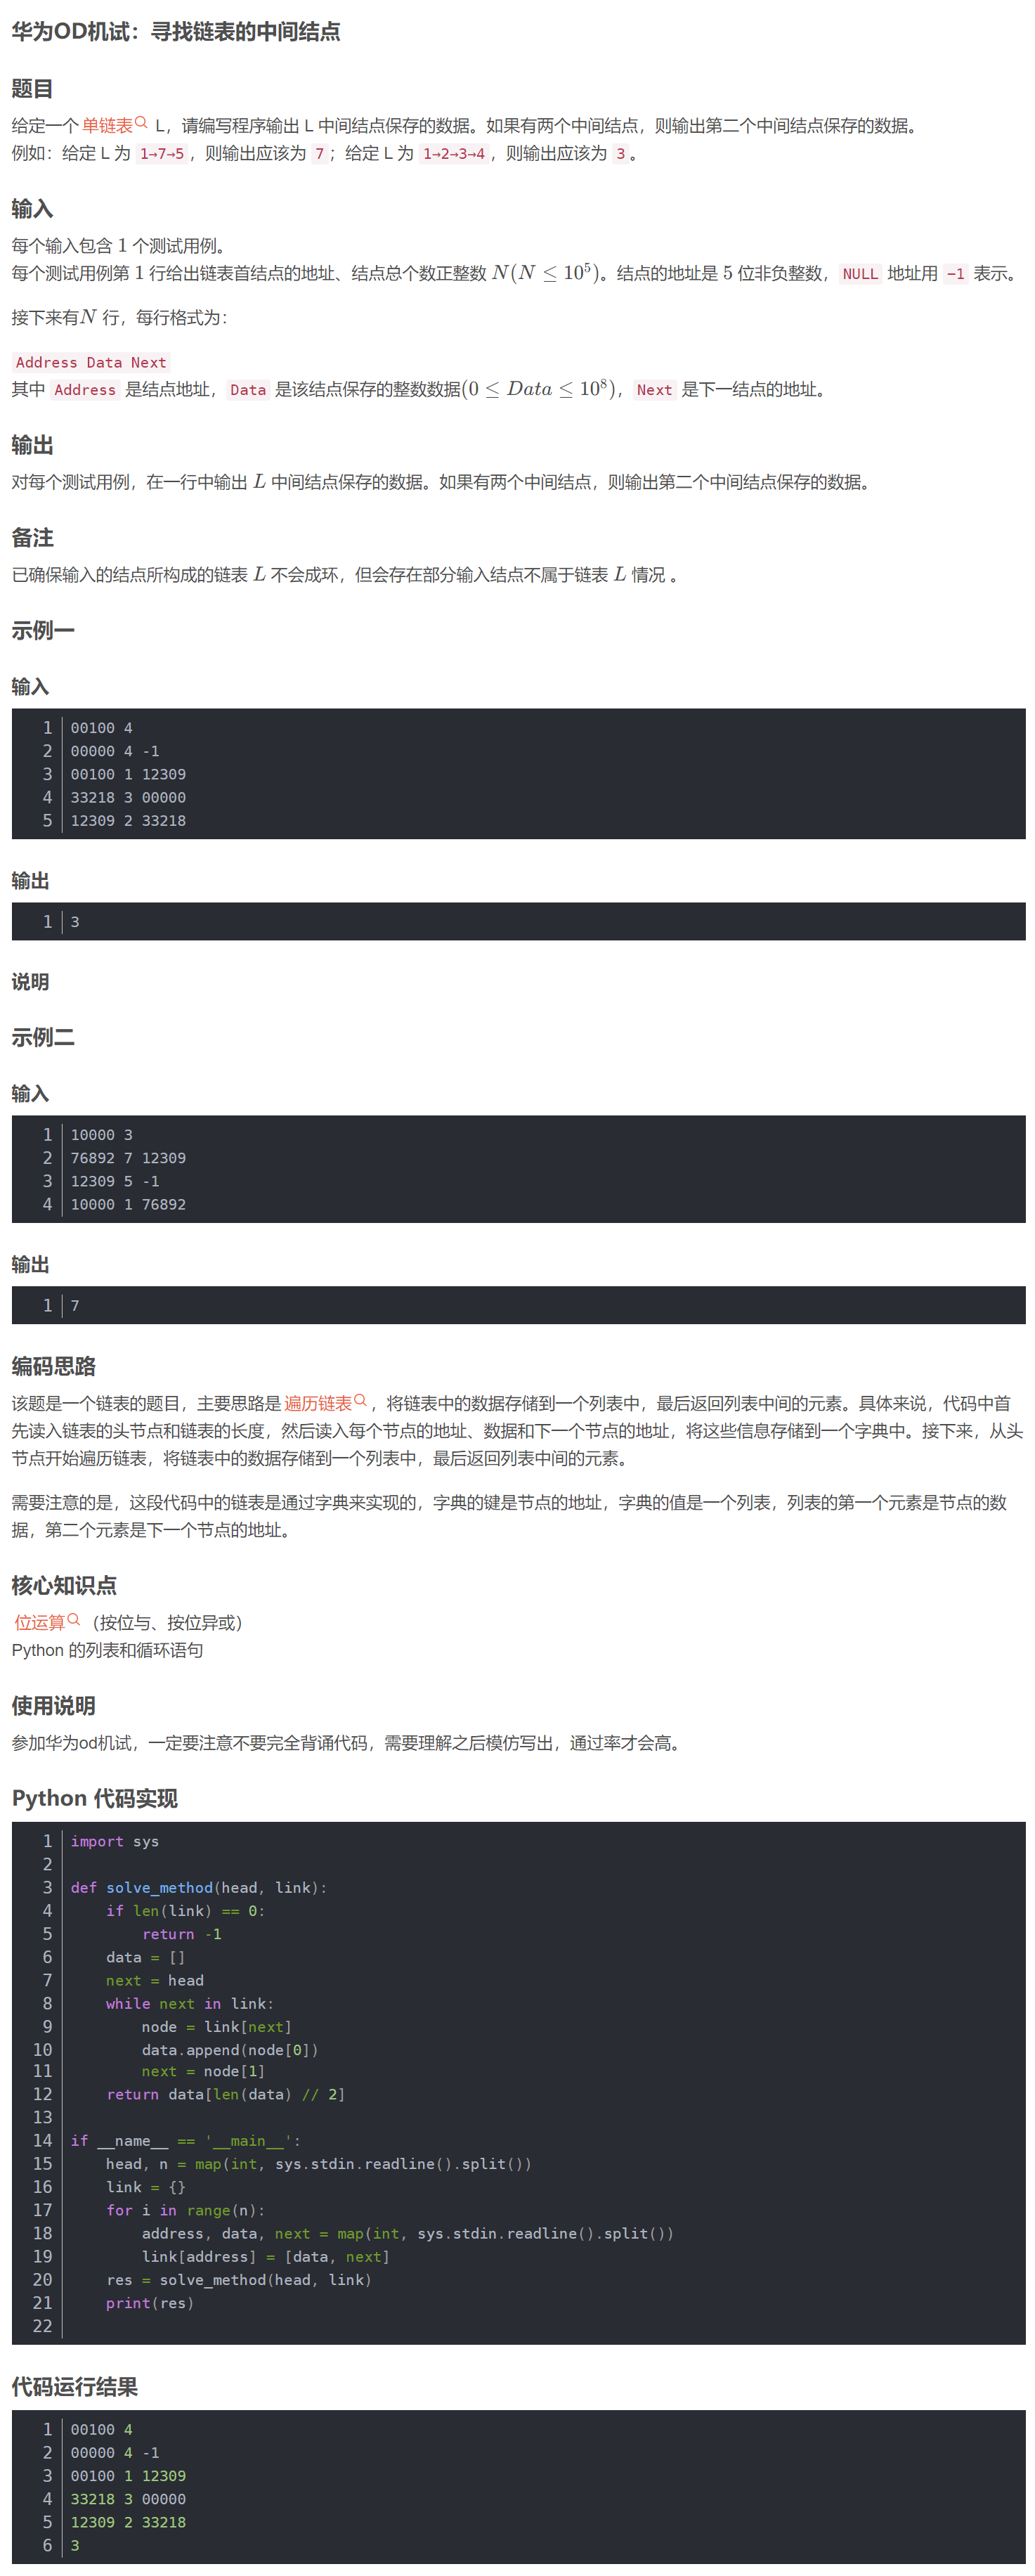 华为OD机试：寻找链表的中间结点
题目
给定一个 单链表 L，请编写程序输出 L 中间结点保存的数据。如果有两个中间结点，则输出第二个中间结点保存的数据。
例如：给定 L 为 1→7→5，则输出应该为 7；给定 L 为 1→2→3→4，则输出应该为 3。
输入
每个输入包含 1 个测试用例。
每个测试用例第 1 行给出链表首结点的地址、结点总个数正整数 N(N ≤ 10⁵)。结点的地址是 5 位非负整数，NULL 地址用 -1 表示。
接下来有N 行，每行格式为：
Address Data Next
其中 Address 是结点地址，Data 是该结点保存的整数数据(0 ≤ Data ≤ 10⁸)，Next 是下一结点的地址。
输出
对每个测试用例，在一行中输出 L 中间结点保存的数据。如果有两个中间结点，则输出第二个中间结点保存的数据。
备注
已确保输入的结点所构成的链表 L 不会成环，但会存在部分输入结点不属于链表 L 情况 。
示例一
输入
1 00100 4
2 00000 4 -1
3 00100 1 12309
4 33218 3 00000
5 12309 2 33218
输出
1 3
说明
示例二
输入
1 10000 3
2 76892 7 12309
3 12309 5 -1
4 10000 1 76892
输出
1 7
编码思路
该题是一个链表的题目，主要思路是 遍历链表 ，将链表中的数据存储到一个列表中，最后返回列表中间的元素。具体来说，代码中首
先读入链表的头节点和链表的长度，然后读入每个节点的地址、数据和下一个节点的地址，将这些信息存储到一个字典中。接下来，从头
节点开始遍历链表，将链表中的数据存储到一个列表中，最后返回列表中间的元素。
需要注意的是，这段代码中的链表是通过字典来实现的，字典的键是节点的地址，字典的值是一个列表，列表的第一个元素是节点的数
据，第二个元素是下一个节点的地址。
核心知识点
位运算 （按位与、按位异或）
Python 的列表和循环语句
使用说明
参加华为od机试，一定要注意不要完全背诵代码，需要理解之后模仿写出，通过率才会高。
Python 代码实现
1 import sys
2
3 def solve_method(head, link):
4     if len(link) == 0:
5         return -1
6     data = []
7     next = head
8     while next in link:
9         node = link[next]
10         data.append(node[0])
11         next = node[1]
12     return data[len(data) // 2]
13
14 if __name__ == '__main__':
15     head, n = map(int, sys.stdin.readline().split())
16     link = {}
17     for i in range(n):
18         address, data, next = map(int, sys.stdin.readline().split())
19         link[address] = [data, next]
20     res = solve_method(head, link)
21     print(res)
22
代码运行结果
1 00100 4
2 00000 4 -1
3 00100 1 12309
4 33218 3 00000
5 12309 2 33218
6 3